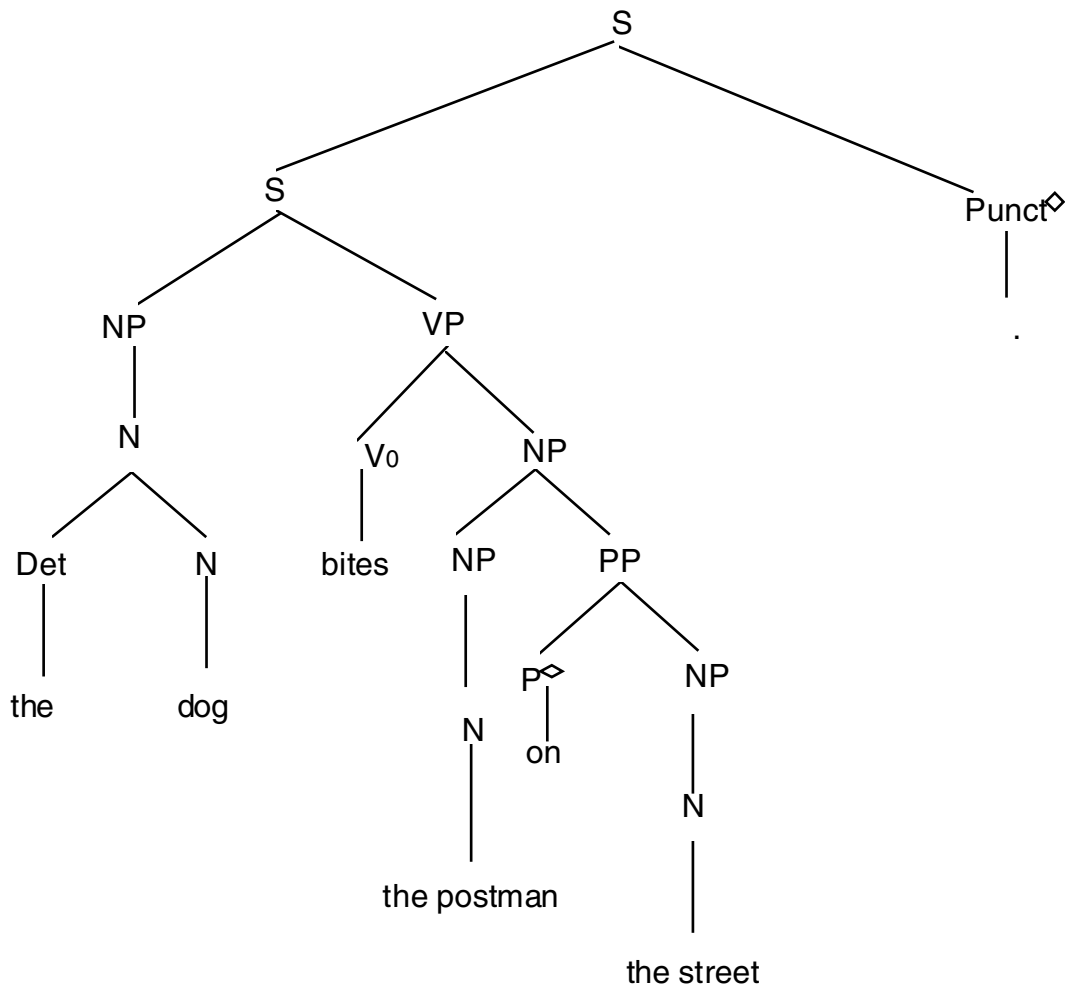 S
S
Punct◇
NP VP
.
N
V0 NP
Det N bites NP PP
P◇ NP
the dog
N on
N
the postman
the street